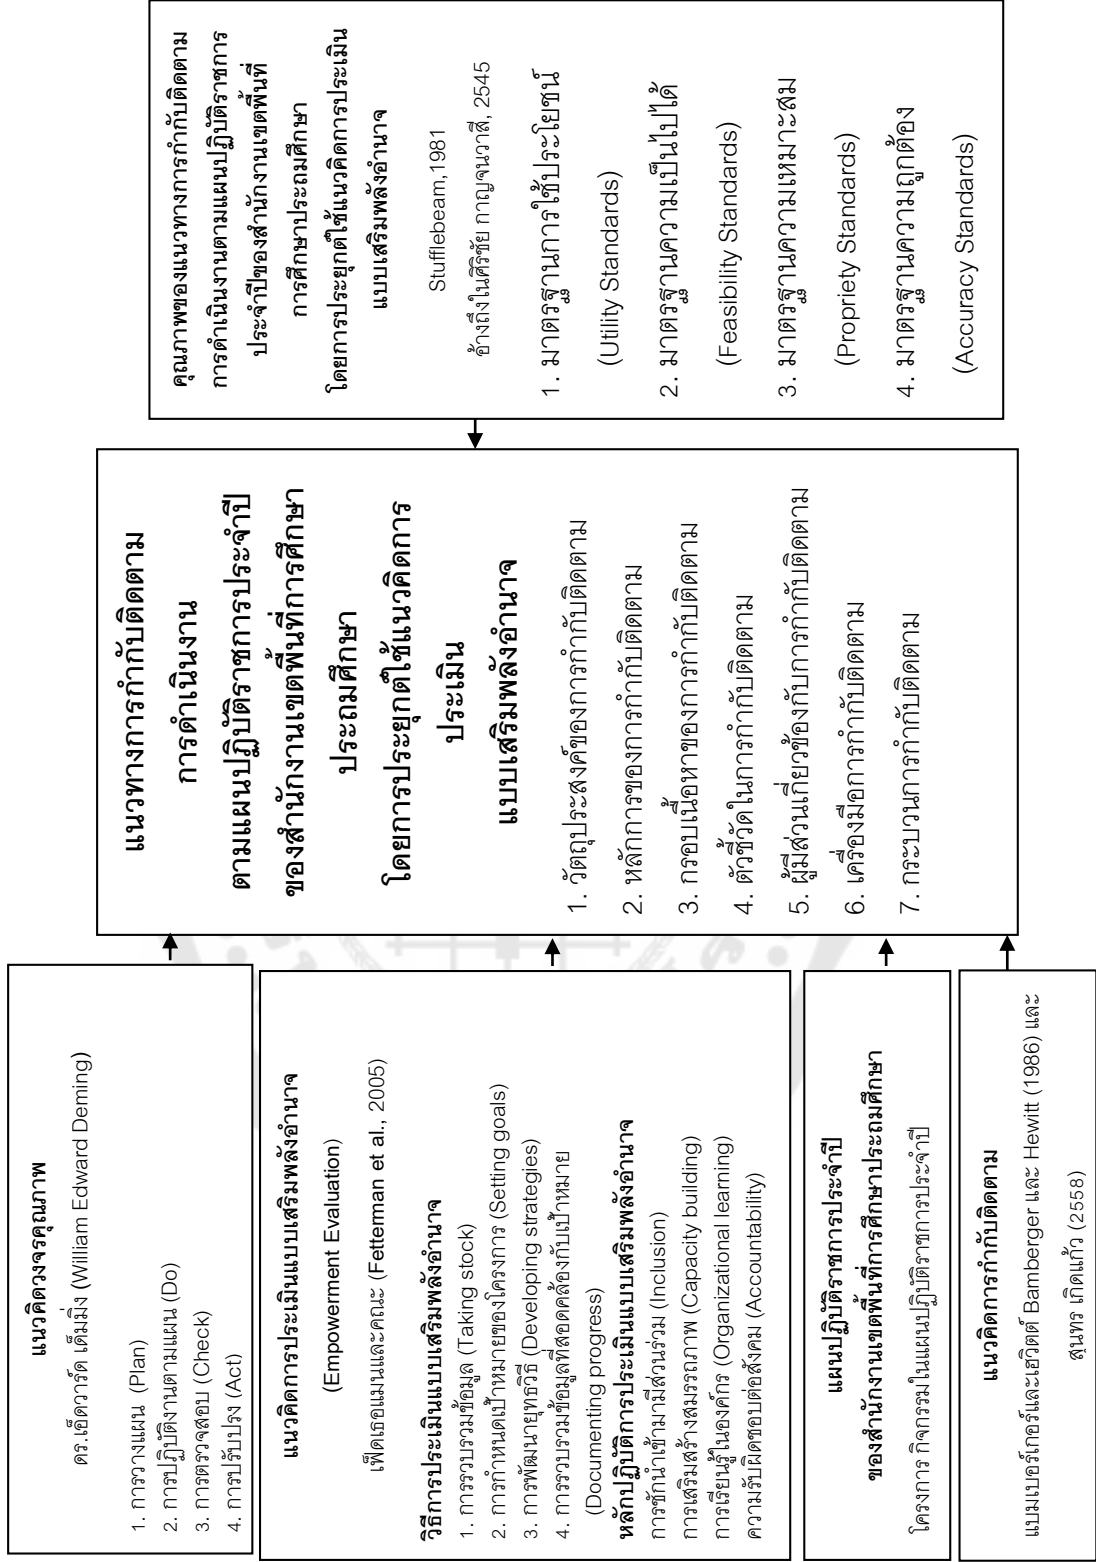 แนวคิดวงจรคุณภาพ
ดร.เอ็ดวาร์ด เด็มมิ่ง (William Edward Deming)
1. การวางแผน (Plan)
2. การปฏิบัติงานตามแผน (Do)
3. การตรวจสอบ (Check)
4. การปรับปรง (Act)
แนวคิดการประเมินแบบเสริมพลังอำนาจ
(Empowerment Evaluation)
เฟ็ตเธอแมนและคณะ (Fetterman et al., 2005)
วิธีการประเมินแบบเสริมพลังอำนาจ
1. การรวบรวมข้อมูล (Taking stock)
2. การกำหนดเป้าหมายของโครงการ (Setting goals)
3. การพัฒนายุทธวิธี (Developing strategies)
4. การรวบรวมข้อมูลที่สอดคล้องกับเป้าหมาย
(Documenting progress)
หลักปฏิบัติการประเมินแบบเสริมพลังอำนาจ
การชักนำเข้ามามีส่วนร่วม (Inclusion)
การเสริมสร้างสมรรถภาพ (Capacity building)
การเรียนรู้ในองค์กร (Organizational learning)
ความรับผิดชอบต่อสังคม (Accountability)
แผนปฏิบัติราชการประจำปี
ของสำนักงานเขตพื้นที่การศึกษาประถมศึกษา
โครงการ กิจกรรมในแผนปฏิบัติราชการประจำปี
แนวคิดการกำกับติดตาม
แบมเบอร์เกอร์และเฮวิตต์ Bamberger และ Hewitt (1986) และ
สุนทร เกิดแก้ว (2558)
แนวทางการกำกับติดตาม
การดำเนินงาน
ตามแผนปฏิบัติราชการประจำปี
ของสำนักงานเขตพื้นที่การศึกษา
ประถมศึกษา
โดยการประยุกต์ใช้แนวคิดการ
ประเมิน
แบบเสริมพลังอำนาจ
1. วัตถุประสงค์ของการกำกับติดตาม
2. หลักการของการกำกับติดตาม
3. กรอบเนื้อหาของการกำกับติดตาม
4. ตัวชี้วัดในการกำกับติดตาม
5. ผู้มีส่วนเกี่ยวข้องกับการกำกับติดตาม
6. เครื่องมือการกำกับติดตาม
7. กระบวนการกำกับติดตาม
คุณภาพของแนวทางการกำกับติดตาม
การดำเนินงานตามแผนปฏิบัติราชการ
ประจำปีของสำนักงานเขตพื้นที่
การศึกษาประถมศึกษา
โดยการประยุกต์ใช้แนวคิดการประเมิน
แบบเสริมพลังอำนาจ
Stufflebeam,1981
อ้างถึงในศิริชัย กาญจนวาสี, 2545
1. มาตรฐานการใช้ประโยชน์
(Utility Standards)
2. มาตรฐานความเป็นไปได้
(Feasibility Standards)
3. มาตรฐานความเหมาะสม
(Propriety Standards)
4. มาตรฐานความถูกต้อง
(Accuracy Standards)